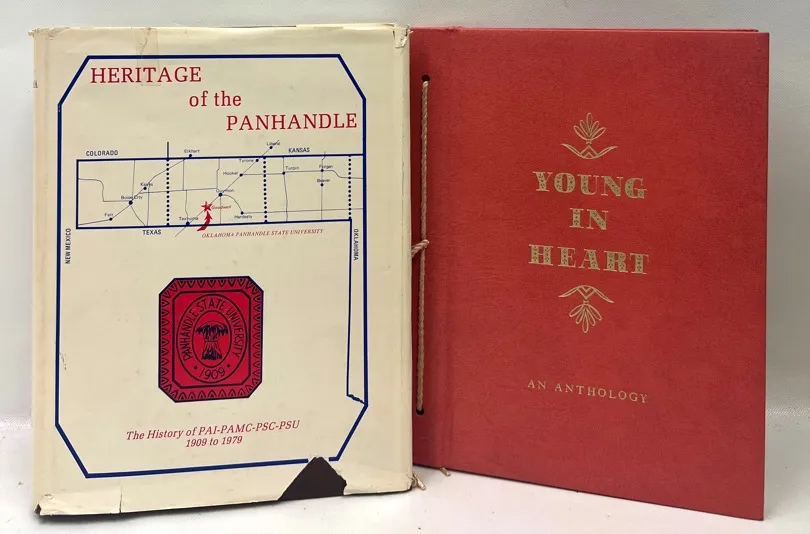 HERITAGE
of the
PANHANDLE
COLORADO
KANSAS
Elkhart
Liberal
Tyrone
Hooker
Turpin
Forgan
Beaver
Keyes
Boise City
Guymon
Goodwell
Felt
Texhoma
Hardesty
TEXAS
OKLAHOMA PANHANDLE STATE UNIVERSITY
NEW MEXICO
OKLAHOMA
PANHANDLE STATE UNIVERSITY
1909
The History of PAI-PAMC-PSC-PSU
1909 to 1979
YOUNG
IN
HEART
AN ANTHOLOGY